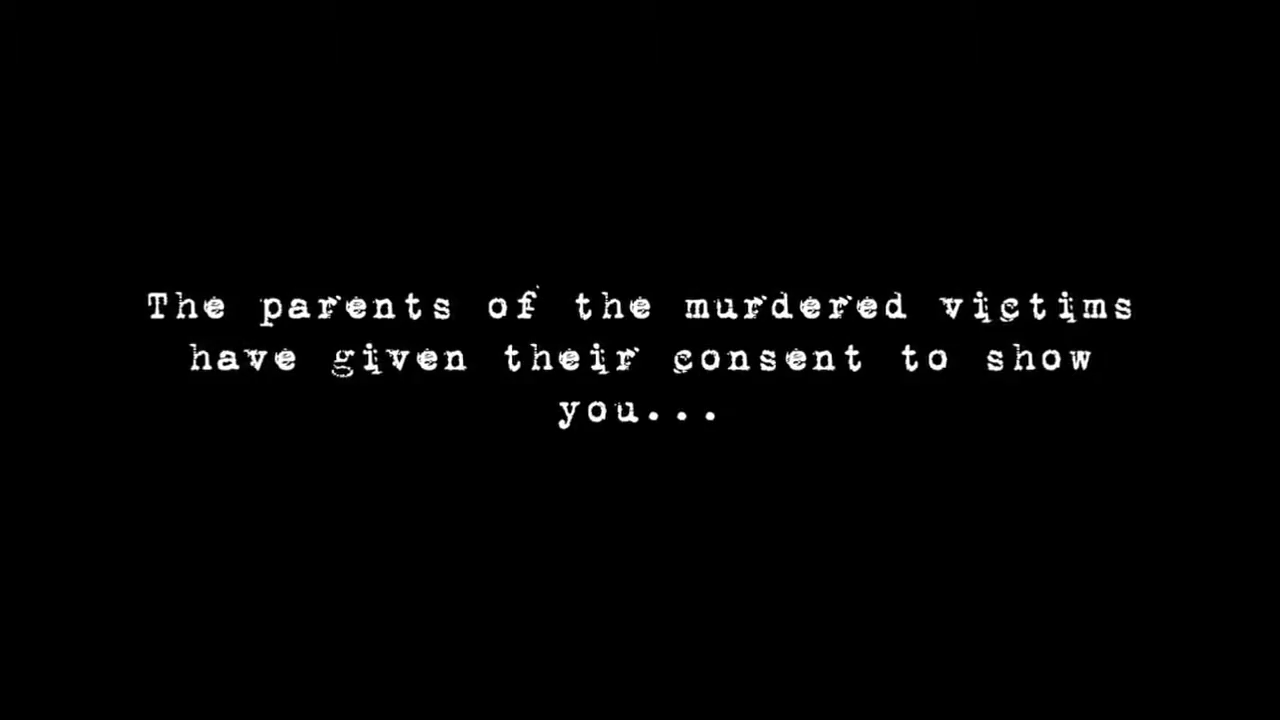 The parents of the murdered victims
have given their consent to show
you...